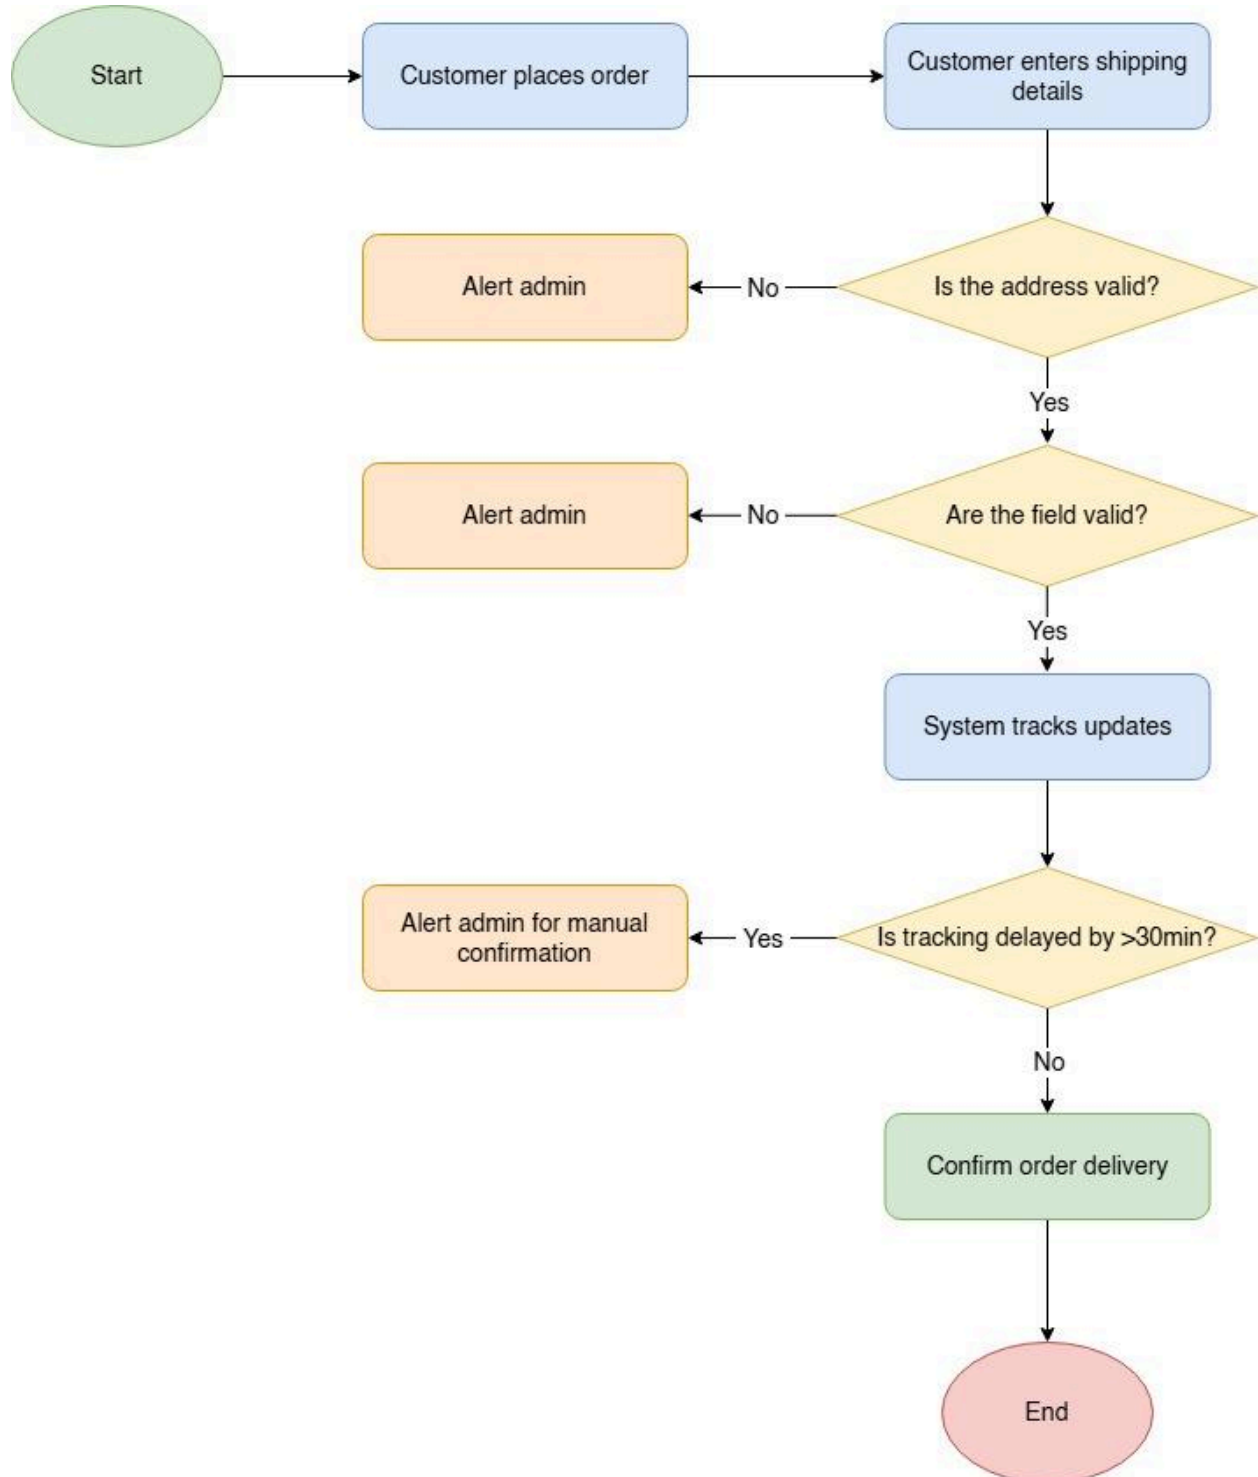 Start
Customer places order
Customer enters shipping
details
Alert admin
No
Is the address valid?
Yes
Alert admin
No
Are the field valid?
Yes
System tracks updates
Alert admin for manual
confirmation
Yes
Is tracking delayed by >30min?
No
Confirm order delivery
End